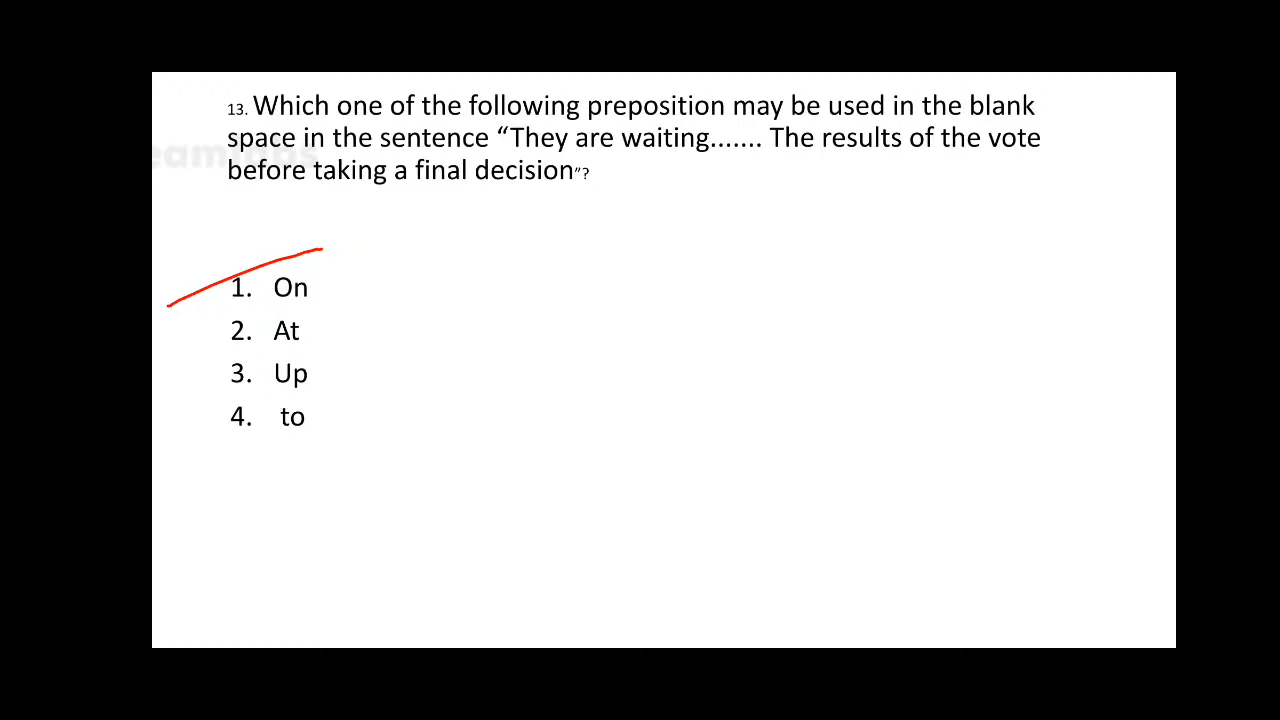 13. Which one of the following preposition may be used in the blank
space in the sentence “They are waiting....... The results of the vote
before taking a final decision”?
1. On
2. At
3. Up
4. to